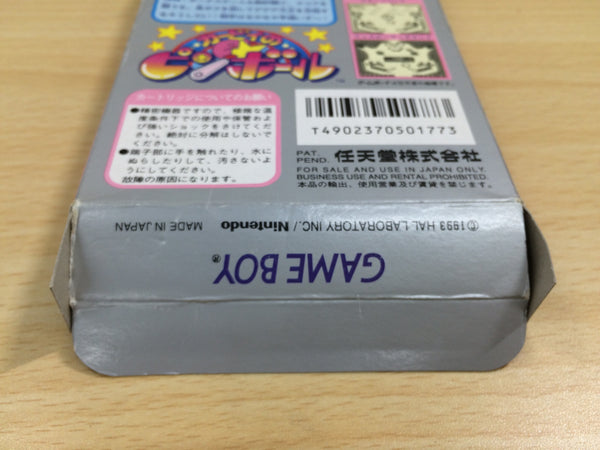 カービィの
ピンボール
TM
カートリッジについてのお願い
●精密機器ですので、極端な温
度条件下での使用や保管およ
び強いショックをさけてくださ
い。絶対に分解はしないで
ください。
●端子部に手を触れたり、水に
ぬらしたりして、汚さないよう
にしてください。
故障の原因になります。
T4902370501773
PAT.
PEND.
任天堂株式会社
FOR SALE AND USE IN JAPAN ONLY.
BUSINESS USE AND RENTAL PROHIBITED.
本品の輸出、使用営業及び賃貸を禁じます。
©1993 HAL LABORATORY INC./Nintendo
MADE IN JAPAN
GAME BOY®